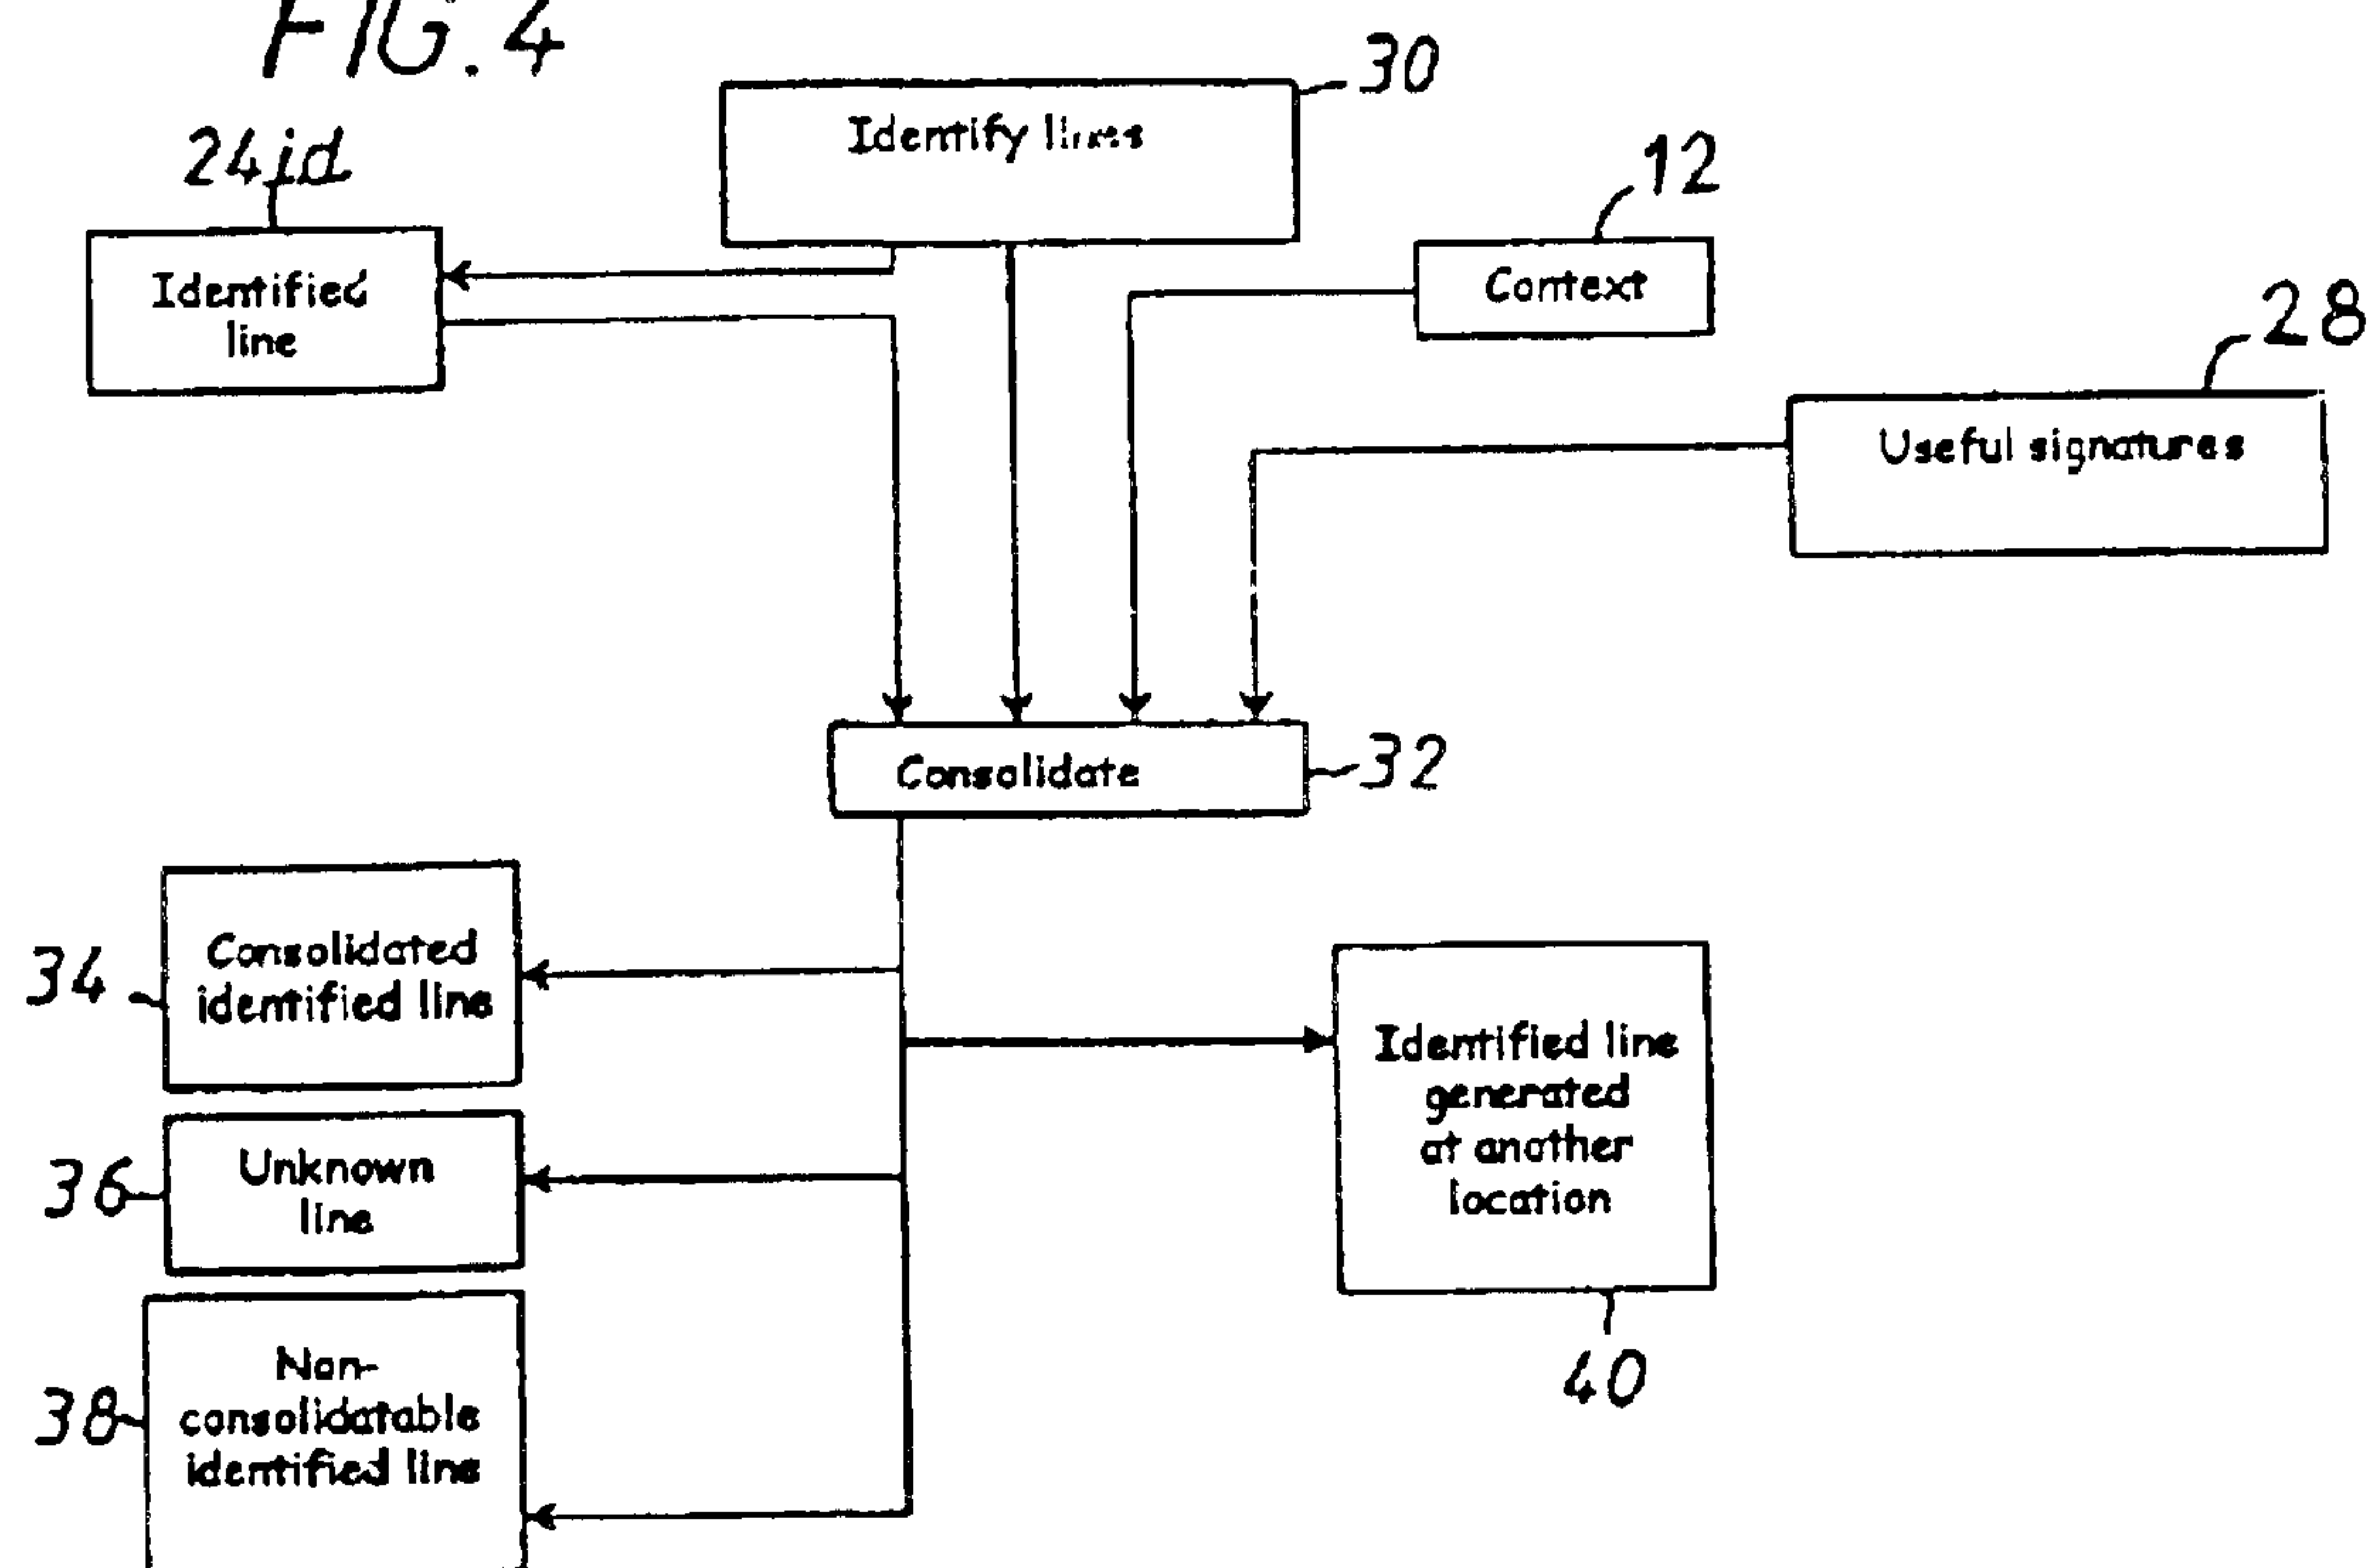 FIG. 4
30
Identify lines
24id
12
Identified
line
Context
28
Useful signatures
Consolidate
32
Consolidated
identified line
34
Identified line
generated
at another
location
Unknown
line
36
40
Non-
consolidatable
identified line
38